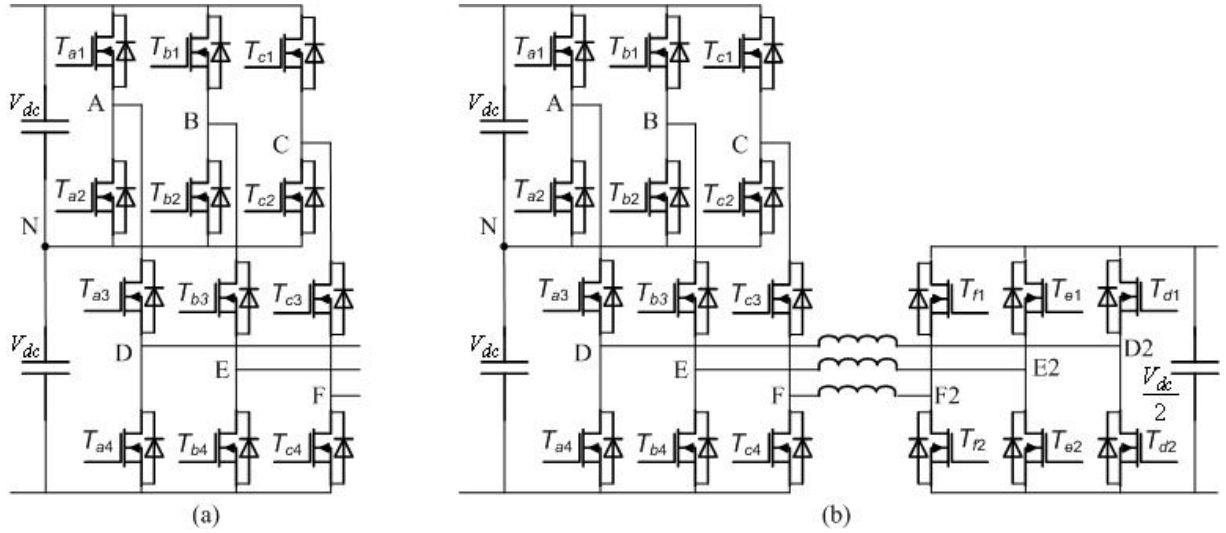 Ta1 Tb1 Tc1
Vdc A B C
Ta2 Tb2 Tc2
N
Ta3 Tb3 Tc3
Vdc D E F
Ta4 Tb4 Tc4
(a)
Ta1 Tb1 Tc1
Vdc A B C
Ta2 Tb2 Tc2
N
Ta3 Tb3 Tc3 Tf1 Te1 Td1
Vdc D D2
E E2
F F2
Vdc
2
Ta4 Tb4 Tc4 Tf2 Te2 Td2
(b)